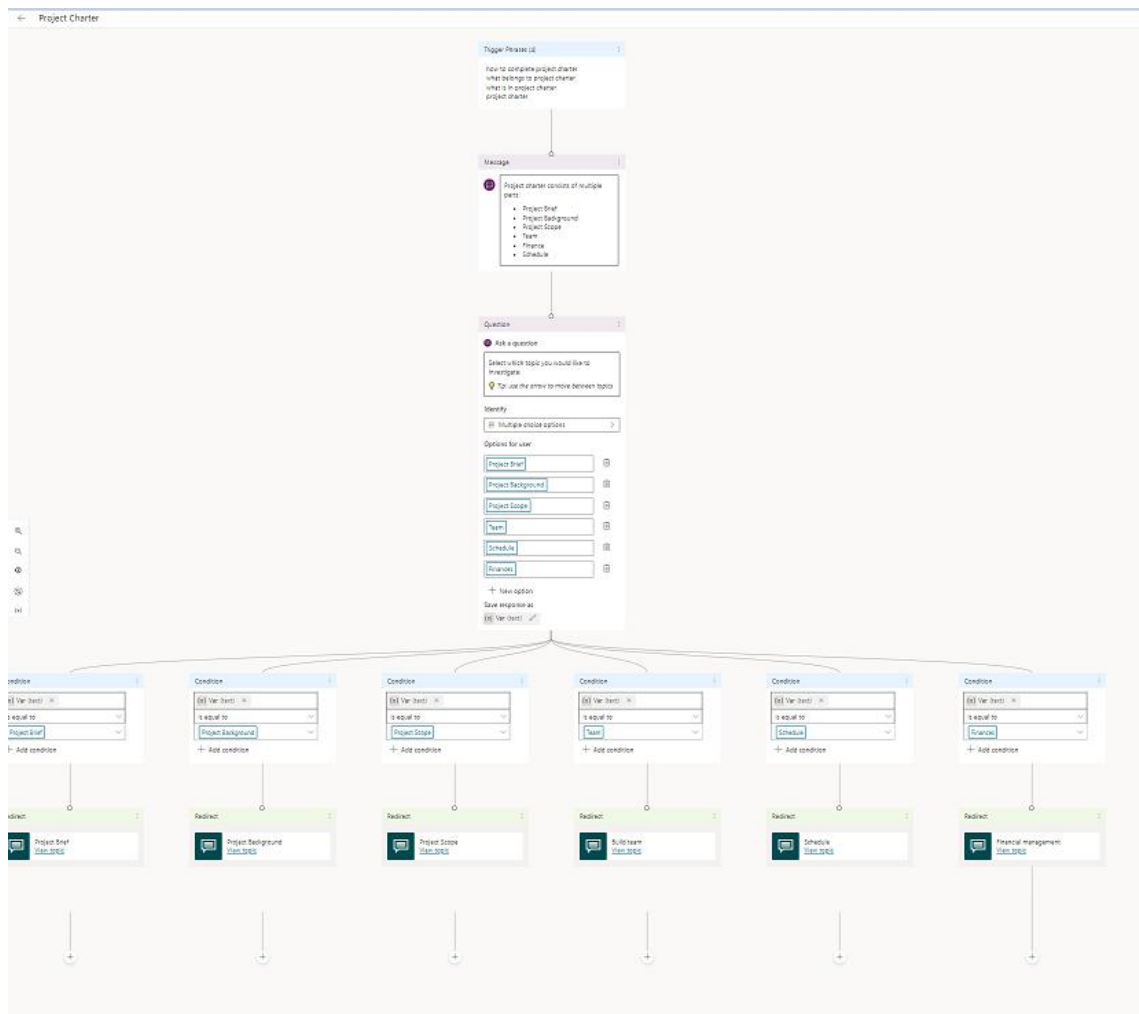 Project Charter
Trigger Phrases (4)
how to complete project charter
what belongs to project charter
what is in project charter
project charter
Message
Project charter consists of multiple
parts:
• Project Brief
• Project Background
• Project Scope
• Team
• Finance
• Schedule
Question
Ask a question
Select which topic you would like to
investigate.
Tip: use the arrow to move between topics
Identify
Multiple choice options
Options for user
Project Brief
Project Background
Project Scope
Team
Schedule
Finances
+ New option
Save response as
{x} Var (text)
ondition Condition Condition Condition Condition Condition
{x} Var (text) × {x} Var (text) × {x} Var (text) × {x} Var (text) × {x} Var (text) × {x} Var (text) ×
s equal to is equal to is equal to is equal to is equal to is equal to
Project Brief Project Background Project Scope Team Schedule Finances
+ Add condition + Add condition + Add condition + Add condition + Add condition + Add condition
edirect Redirect Redirect Redirect Redirect Redirect
Project Brief Project Background Project Scope Build team Schedule Financial management
View topic View topic View topic View topic View topic View topic